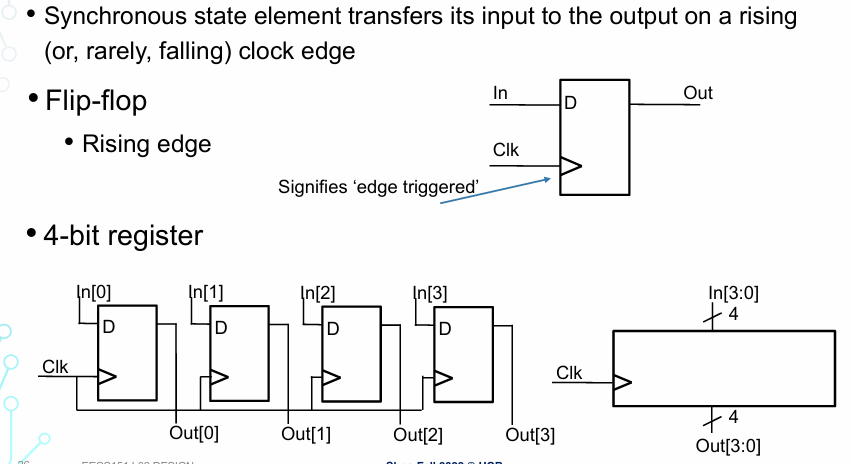 • Synchronous state element transfers its input to the output on a rising
(or, rarely, falling) clock edge
• Flip-flop
• Rising edge
In
Out
D
Clk
Signifies ‘edge triggered’
• 4-bit register
In[0]
In[1]
In[2]
In[3]
In[3:0]
4
D
D
D
D
Clk
Clk
4
Out[0]
Out[1]
Out[2]
Out[3]
Out[3:0]